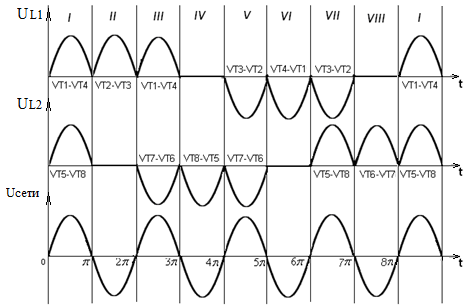 UL1 I II III IV V VI VII VIII I
VT3-VT2 VT4-VT1 VT3-VT2
t
VT1-VT4 VT2-VT3 VT1-VT4 VT1-VT4
UL2
VT7-VT6 VT8-VT5 VT7-VT6
t
VT5-VT8 VT5-VT8 VT6-VT7 VT5-VT8
Uсети
0 π 2π 3π 4π 5π 6π 7π 8π t